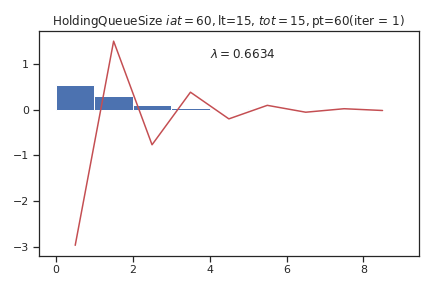 HoldingQueueSize iat = 60, lt=15, tot = 15, pt=60(iter = 1)
λ = 0.6634
1
0
−1
−2
−3
0 2 4 6 8